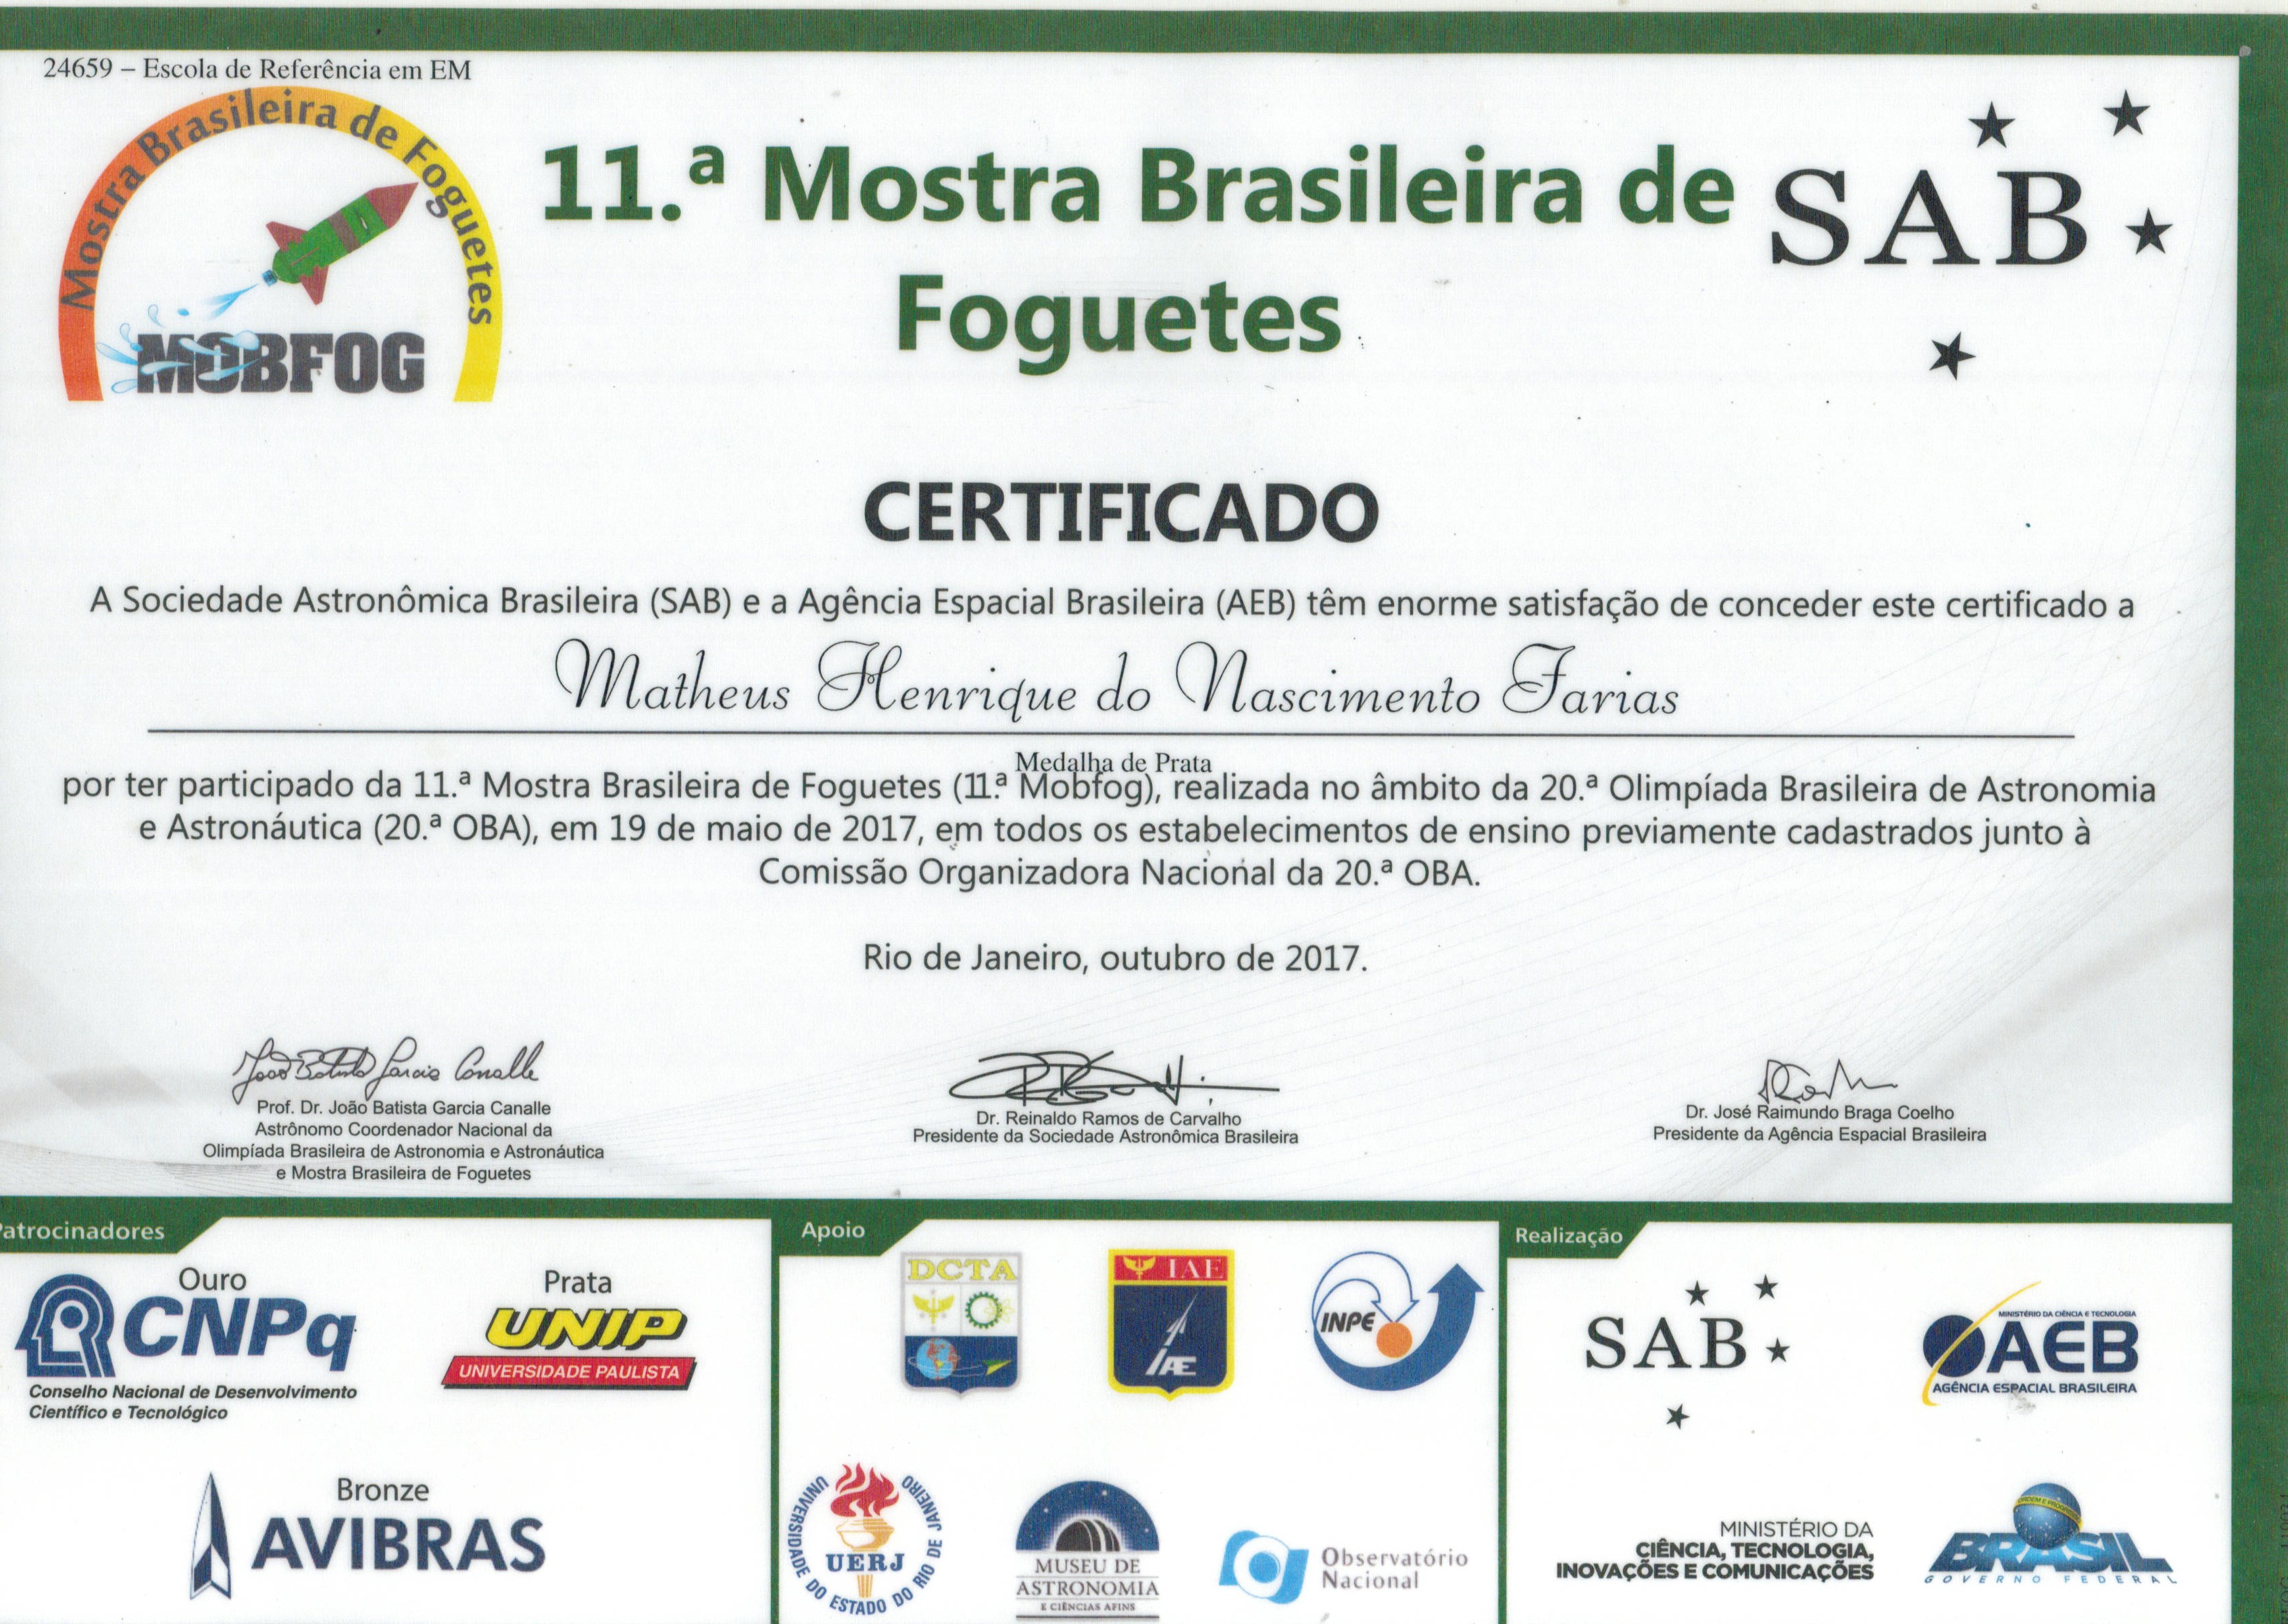 24659 – Escola de Referência em EM
Mostra Brasileira de Foguetes
MOBFOG
11.ª Mostra Brasileira de
Foguetes
SAB
CERTIFICADO
A Sociedade Astronômica Brasileira (SAB) e a Agência Espacial Brasileira (AEB) têm enorme satisfação de conceder este certificado a
Matheus Henrique do Nascimento Farias
Medalha de Prata
por ter participado da 11.ª Mostra Brasileira de Foguetes (11.ª Mobfog), realizada no âmbito da 20.ª Olimpíada Brasileira de Astronomia
e Astronáutica (20.ª OBA), em 19 de maio de 2017, em todos os estabelecimentos de ensino previamente cadastrados junto à
Comissão Organizadora Nacional da 20.ª OBA.
Rio de Janeiro, outubro de 2017.
João Batista Garcia Canalle
Prof. Dr. João Batista Garcia Canalle
Astrônomo Coordenador Nacional da
Olimpíada Brasileira de Astronomia e Astronáutica
e Mostra Brasileira de Foguetes
Dr. Reinaldo Ramos de Carvalho
Presidente da Sociedade Astronômica Brasileira
Dr. José Raimundo Braga Coelho
Presidente da Agência Espacial Brasileira
Patrocinadores
Ouro
CNPq
Conselho Nacional de Desenvolvimento
Científico e Tecnológico
Prata
UNIP
UNIVERSIDADE PAULISTA
Bronze
AVIBRAS
Apoio
DCTA
IAE
IAE
INPE
UNIVERSIDADE DO ESTADO DO RIO DE JANEIRO
UERJ
MUSEU DE
ASTRONOMIA
E CIÊNCIAS AFINS
Observatório
Nacional
Realização
SAB
MINISTÉRIO DA CIÊNCIA E TECNOLOGIA
AEB
AGÊNCIA ESPACIAL BRASILEIRA
MINISTÉRIO DA
CIÊNCIA, TECNOLOGIA,
INOVAÇÕES E COMUNICAÇÕES
ORDEM E PROGRESSO
BRASIL
GOVERNO FEDERAL